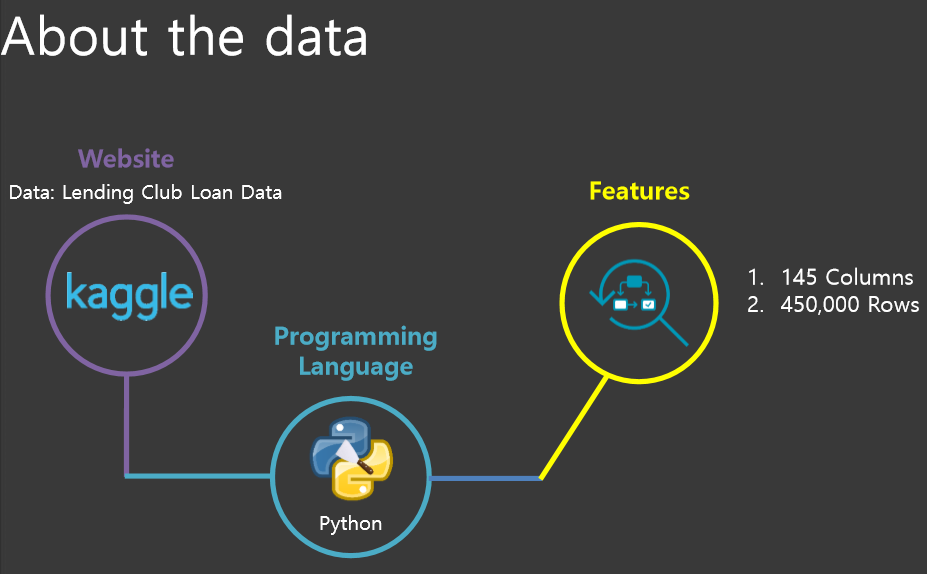 About the data
Website
Data: Lending Club Loan Data
kaggle
Programming
Language
Python
Features
1. 145 Columns
2. 450,000 Rows